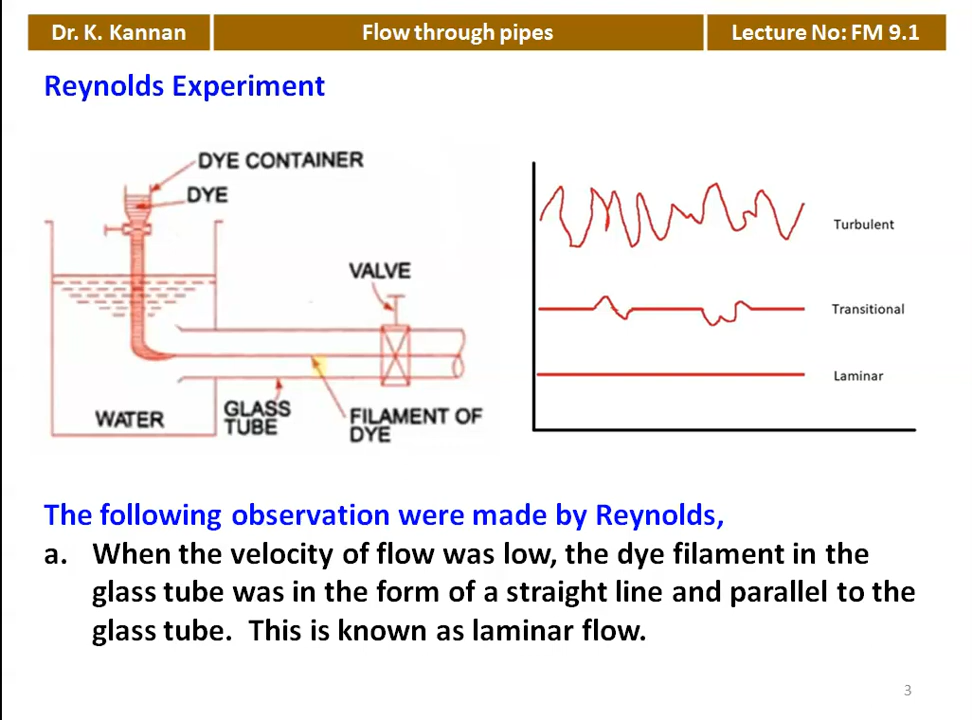 Dr. K. Kannan
Flow through pipes
Lecture No: FM 9.1
Reynolds Experiment
DYE CONTAINER
DYE
VALVE
WATER
GLASS
TUBE
FILAMENT OF
DYE
Turbulent
Transitional
Laminar
The following observation were made by Reynolds,
a. When the velocity of flow was low, the dye filament in the
glass tube was in the form of a straight line and parallel to the
glass tube. This is known as laminar flow.
3